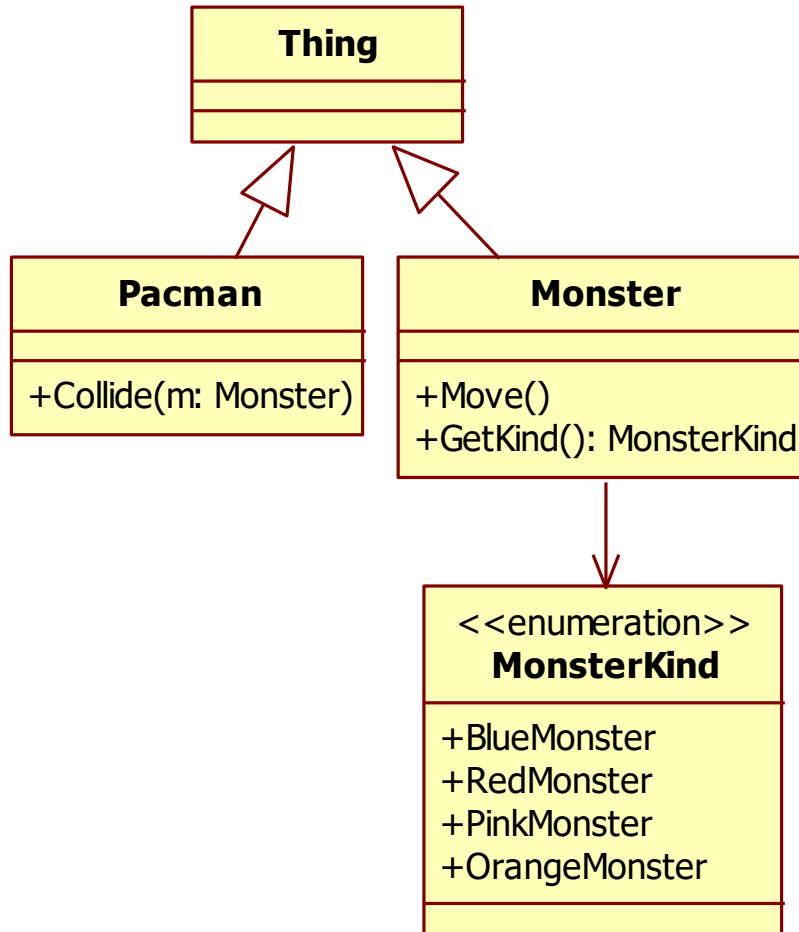 Thing
Pacman
+Collide(m: Monster)
Monster
+Move()
+GetKind(): MonsterKind
<<enumeration>>
MonsterKind
+BlueMonster
+RedMonster
+PinkMonster
+OrangeMonster